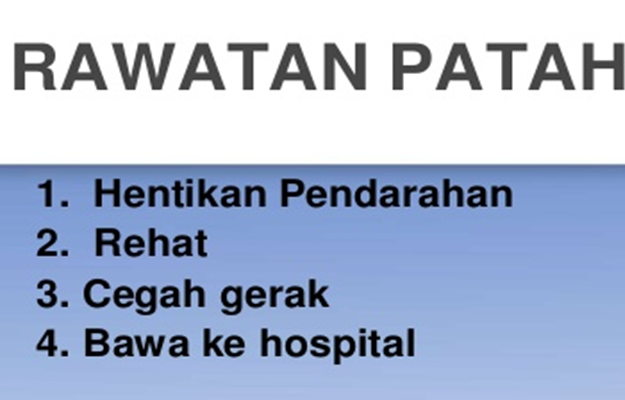 RAWATAN PATAH
1. Hentikan Pendarahan
2. Rehat
3. Cegah gerak
4. Bawa ke hospital